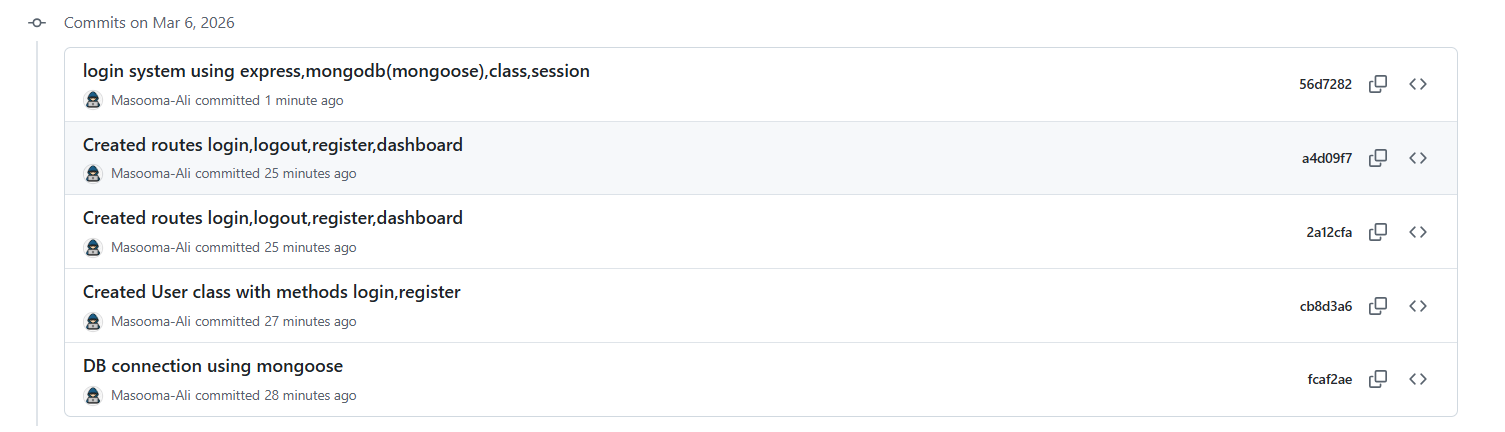 Commits on Mar 6, 2026
login system using express,mongodb(mongoose),class,session
Masooma-Ali committed 1 minute ago
56d7282
Created routes login,logout,register,dashboard
Masooma-Ali committed 25 minutes ago
a4d09f7
Created routes login,logout,register,dashboard
Masooma-Ali committed 25 minutes ago
2a12cfa
Created User class with methods login,register
Masooma-Ali committed 27 minutes ago
cb8d3a6
DB connection using mongoose
Masooma-Ali committed 28 minutes ago
fcaf2ae